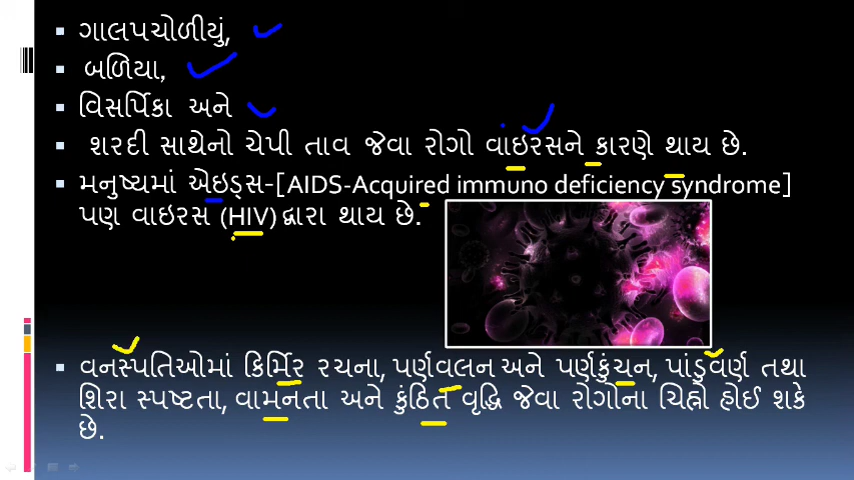 ગાલપચોળીયું,
બળિયા,
વિસર્પિકા અને
શરદી સાથેનો ચેપી તાવ જેવા રોગો વાઇરસને કારણે થાય છે.
મનુષ્યમાં એઇડ્સ-[AIDS-Acquired immuno deficiency syndrome]
પણ વાઇરસ (HIV) દ્વારા થાય છે.
વનસ્પતિઓમાં કિર્મિર રચના, પર્ણવલન અને પર્ણકુંચન, પાંડુવર્ણ તથા
શિરા સ્પષ્ટતા, વામનતા અને કુંઠિત વૃદ્ધિ જેવા રોગોના ચિહ્નો હોઈ શકે
છે.